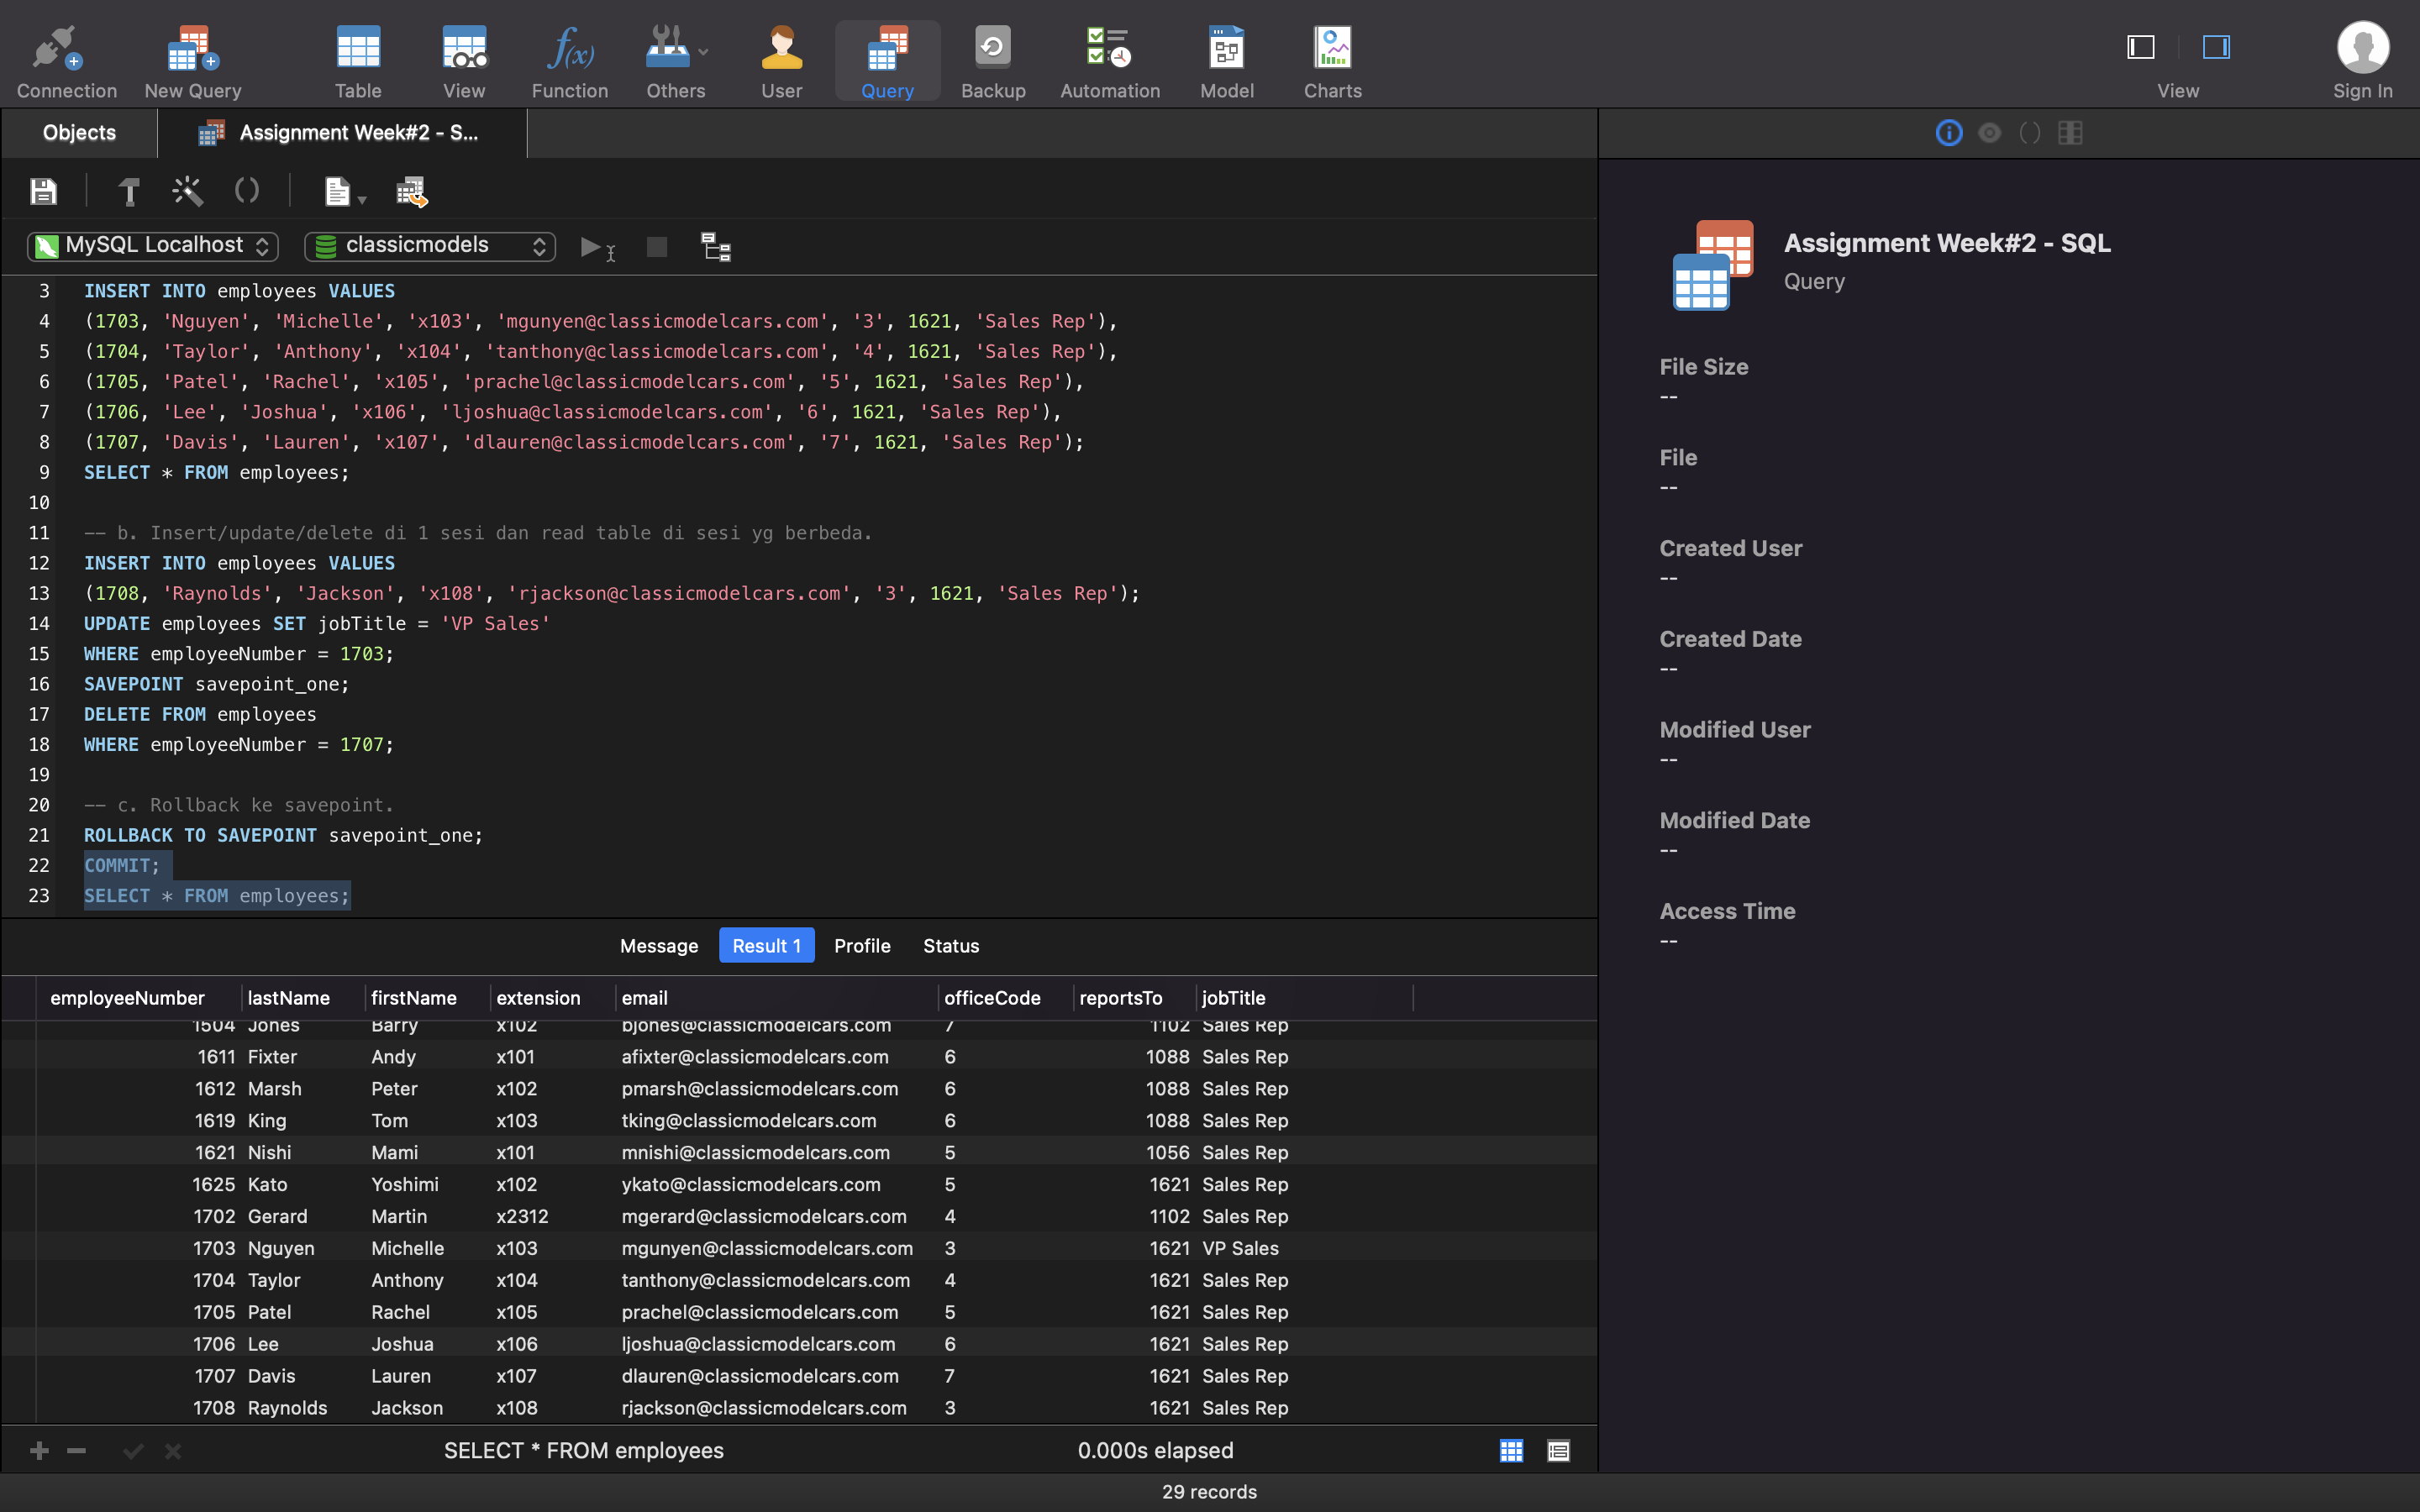 Connection New Query Table View Function Others User Query Backup Automation Model Charts View Sign In
Objects Assignment Week#2 - S...
MySQL Localhost classicmodels
3 INSERT INTO employees VALUES
4 (1703, 'Nguyen', 'Michelle', 'x103', 'mgunyen@classicmodelcars.com', '3', 1621, 'Sales Rep'),
5 (1704, 'Taylor', 'Anthony', 'x104', 'tanthony@classicmodelcars.com', '4', 1621, 'Sales Rep'),
6 (1705, 'Patel', 'Rachel', 'x105', 'prachel@classicmodelcars.com', '5', 1621, 'Sales Rep'),
7 (1706, 'Lee', 'Joshua', 'x106', 'ljoshua@classicmodelcars.com', '6', 1621, 'Sales Rep'),
8 (1707, 'Davis', 'Lauren', 'x107', 'dlauren@classicmodelcars.com', '7', 1621, 'Sales Rep');
9 SELECT * FROM employees;
10
11 -- b. Insert/update/delete di 1 sesi dan read table di sesi yg berbeda.
12 INSERT INTO employees VALUES
13 (1708, 'Raynolds', 'Jackson', 'x108', 'rjackson@classicmodelcars.com', '3', 1621, 'Sales Rep');
14 UPDATE employees SET jobTitle = 'VP Sales'
15 WHERE employeeNumber = 1703;
16 SAVEPOINT savepoint_one;
17 DELETE FROM employees
18 WHERE employeeNumber = 1707;
19
20 -- c. Rollback ke savepoint.
21 ROLLBACK TO SAVEPOINT savepoint_one;
22 COMMIT;
23 SELECT * FROM employees;
Message Result 1 Profile Status
employeeNumber lastName firstName extension email officeCode reportsTo jobTitle
1504 Jones Barry x102 bjones@classicmodelcars.com 7 1102 Sales Rep
1611 Fixter Andy x101 afixter@classicmodelcars.com 6 1088 Sales Rep
1612 Marsh Peter x102 pmarsh@classicmodelcars.com 6 1088 Sales Rep
1619 King Tom x103 tking@classicmodelcars.com 6 1088 Sales Rep
1621 Nishi Mami x101 mnishi@classicmodelcars.com 5 1056 Sales Rep
1625 Kato Yoshimi x102 ykato@classicmodelcars.com 5 1621 Sales Rep
1702 Gerard Martin x2312 mgerard@classicmodelcars.com 4 1102 Sales Rep
1703 Nguyen Michelle x103 mgunyen@classicmodelcars.com 3 1621 VP Sales
1704 Taylor Anthony x104 tanthony@classicmodelcars.com 4 1621 Sales Rep
1705 Patel Rachel x105 prachel@classicmodelcars.com 5 1621 Sales Rep
1706 Lee Joshua x106 ljoshua@classicmodelcars.com 6 1621 Sales Rep
1707 Davis Lauren x107 dlauren@classicmodelcars.com 7 1621 Sales Rep
1708 Raynolds Jackson x108 rjackson@classicmodelcars.com 3 1621 Sales Rep
SELECT * FROM employees 0.000s elapsed
29 records
Assignment Week#2 - SQL
Query
File Size
--
File
--
Created User
--
Created Date
--
Modified User
--
Modified Date
--
Access Time
--